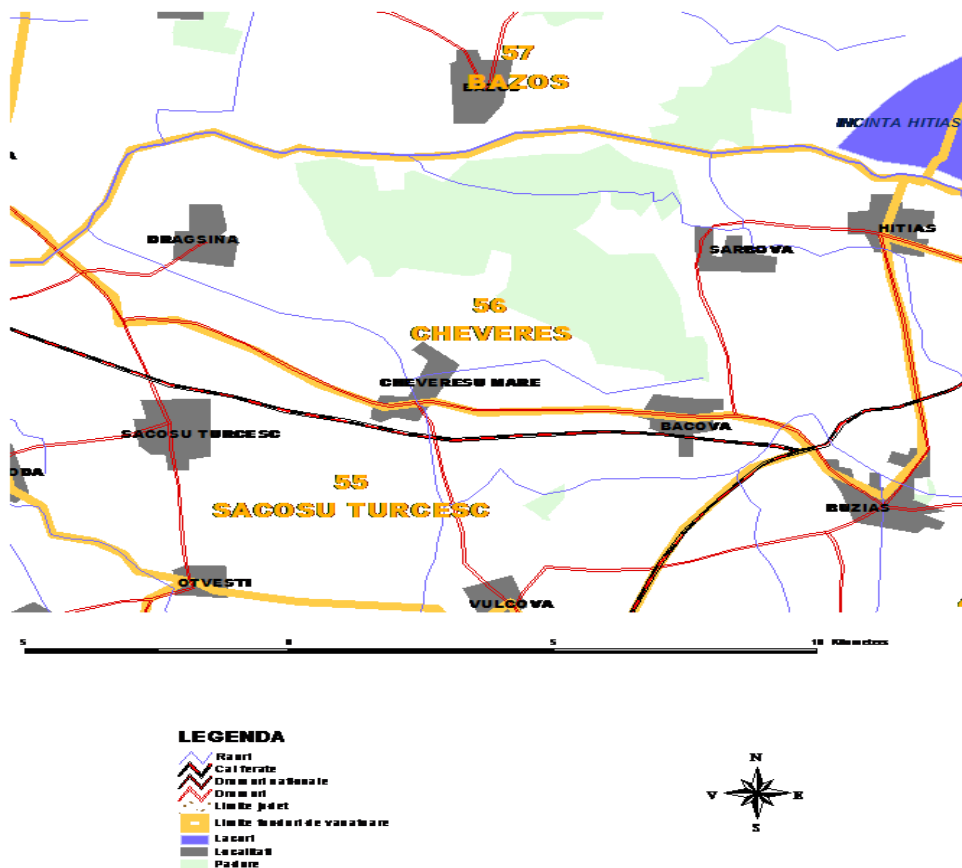 57
BAZOS
BAZOS
INCINTA HITIAS
DRAGSINA
HITIAS
SARBOVA
56
CHEVERES
CHEVERESU MARE
BACOVA
SACOSU TURCESC
55
SACOSU TURCESC
BUZIAS
OTVESTI
VULCOVA
5 0 5 10 Kilometers
LEGENDA
Rauri
Cai ferate
Drumuri nationale
Drumuri
Limite judet
Limite fonduri de vanatoare
Lacuri
Localitati
Padure
N
V E
S